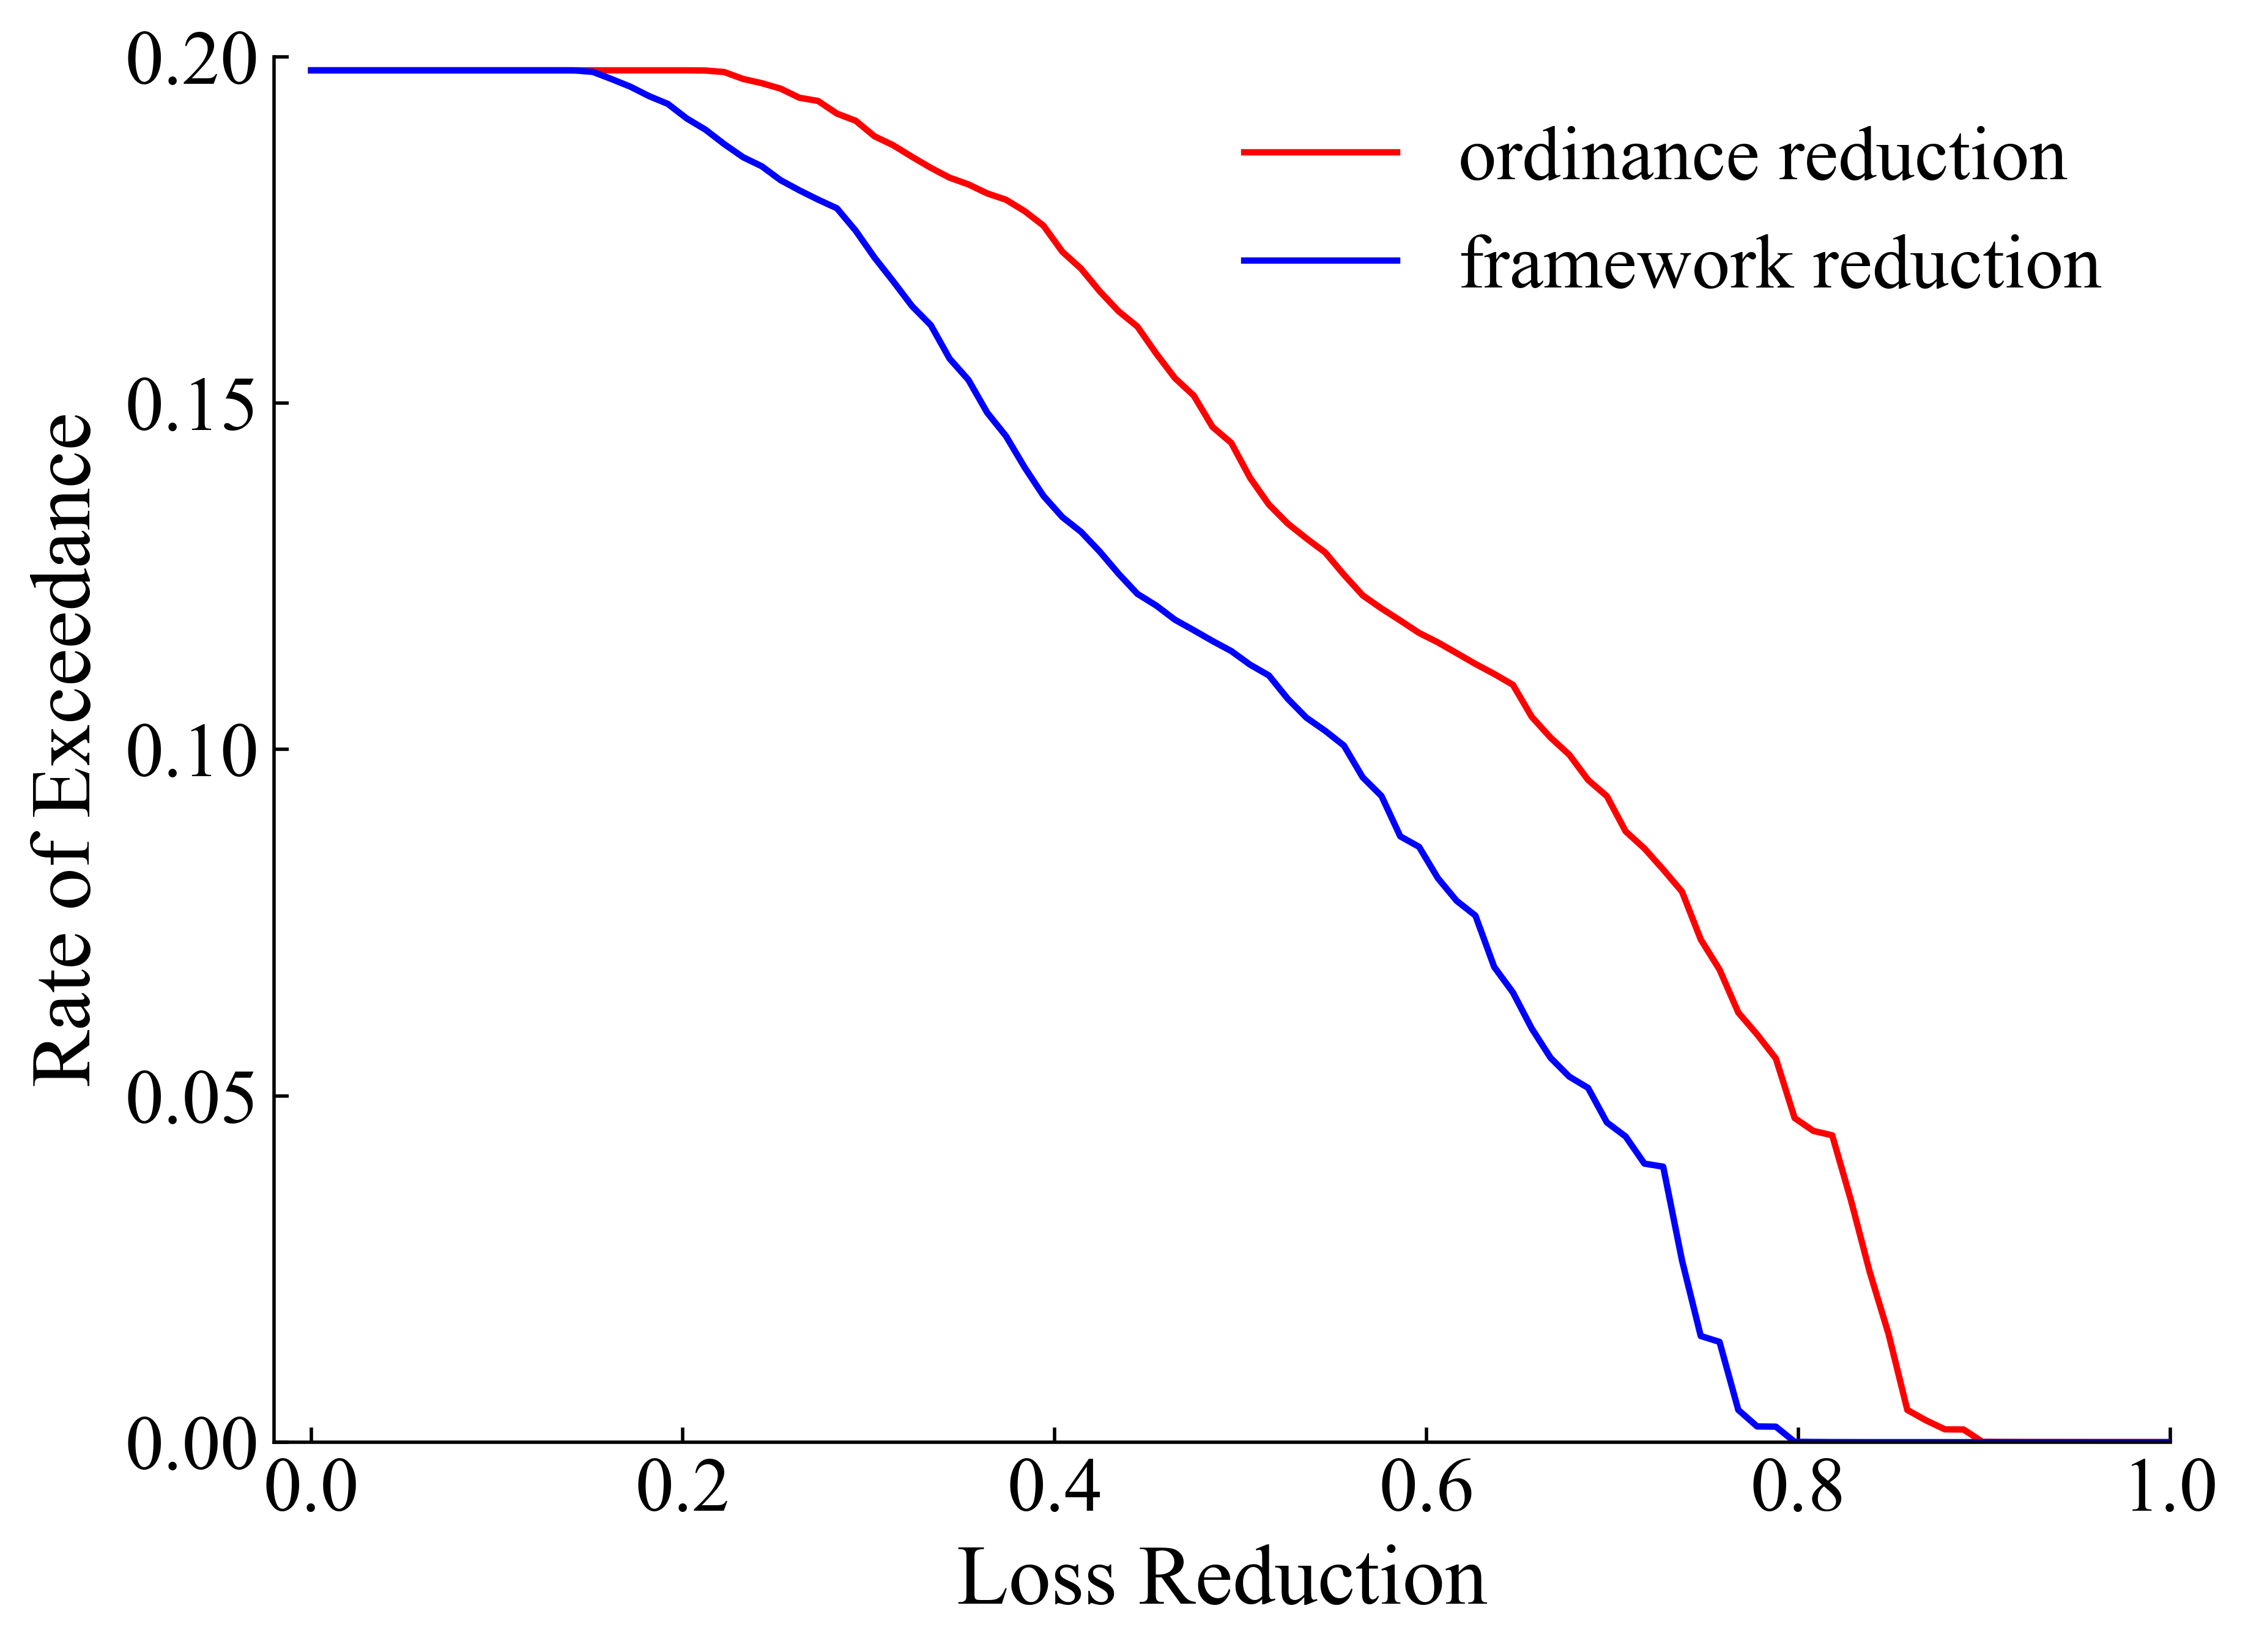 0.20
0.15
0.10
0.05
0.00
Rate of Exceedance
ordinance reduction
framework reduction
0.0 0.2 0.4 0.6 0.8 1.0
Loss Reduction